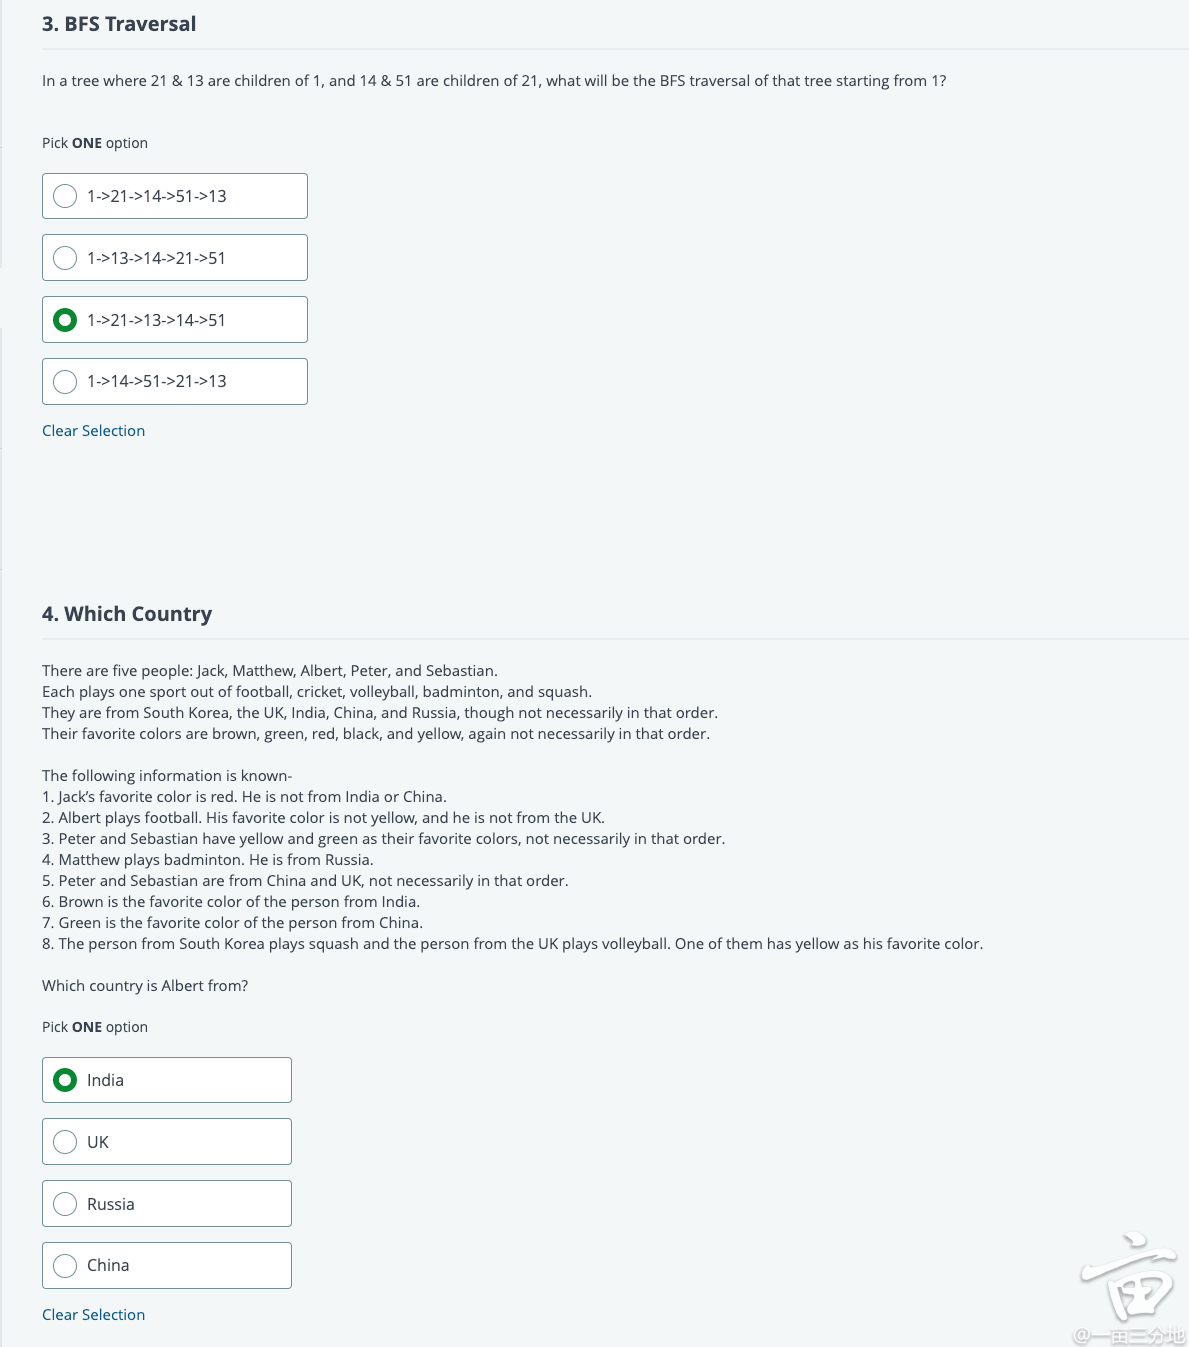 3. BFS Traversal
In a tree where 21 & 13 are children of 1, and 14 & 51 are children of 21, what will be the BFS traversal of that tree starting from 1?
Pick ONE option
1->21->14->51->13
1->13->14->21->51
1->21->13->14->51
1->14->51->21->13
Clear Selection
4. Which Country
There are five people: Jack, Matthew, Albert, Peter, and Sebastian.
Each plays one sport out of football, cricket, volleyball, badminton, and squash.
They are from South Korea, the UK, India, China, and Russia, though not necessarily in that order.
Their favorite colors are brown, green, red, black, and yellow, again not necessarily in that order.
The following information is known-
1. Jack’s favorite color is red. He is not from India or China.
2. Albert plays football. His favorite color is not yellow, and he is not from the UK.
3. Peter and Sebastian have yellow and green as their favorite colors, not necessarily in that order.
4. Matthew plays badminton. He is from Russia.
5. Peter and Sebastian are from China and UK, not necessarily in that order.
6. Brown is the favorite color of the person from India.
7. Green is the favorite color of the person from China.
8. The person from South Korea plays squash and the person from the UK plays volleyball. One of them has yellow as his favorite color.
Which country is Albert from?
Pick ONE option
India
UK
Russia
China
Clear Selection
亩
@一亩三分地